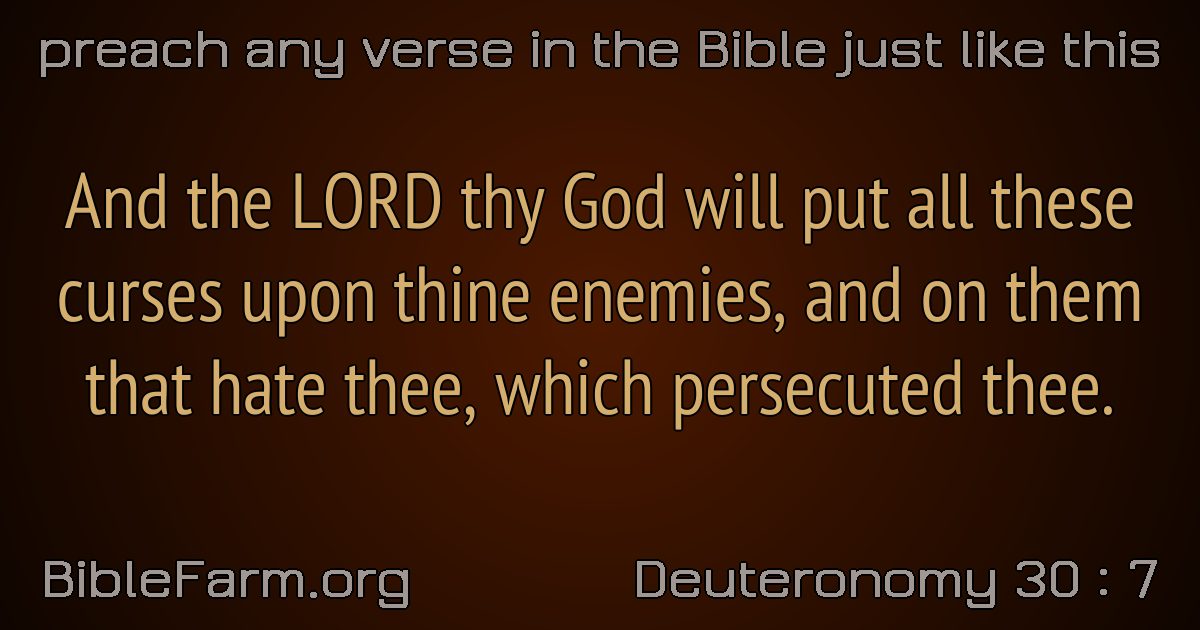 preach any verse in the Bible just like this
And the LORD thy God will put all these
curses upon thine enemies, and on them
that hate thee, which persecuted thee.
BibleFarm.org
Deuteronomy 30 : 7